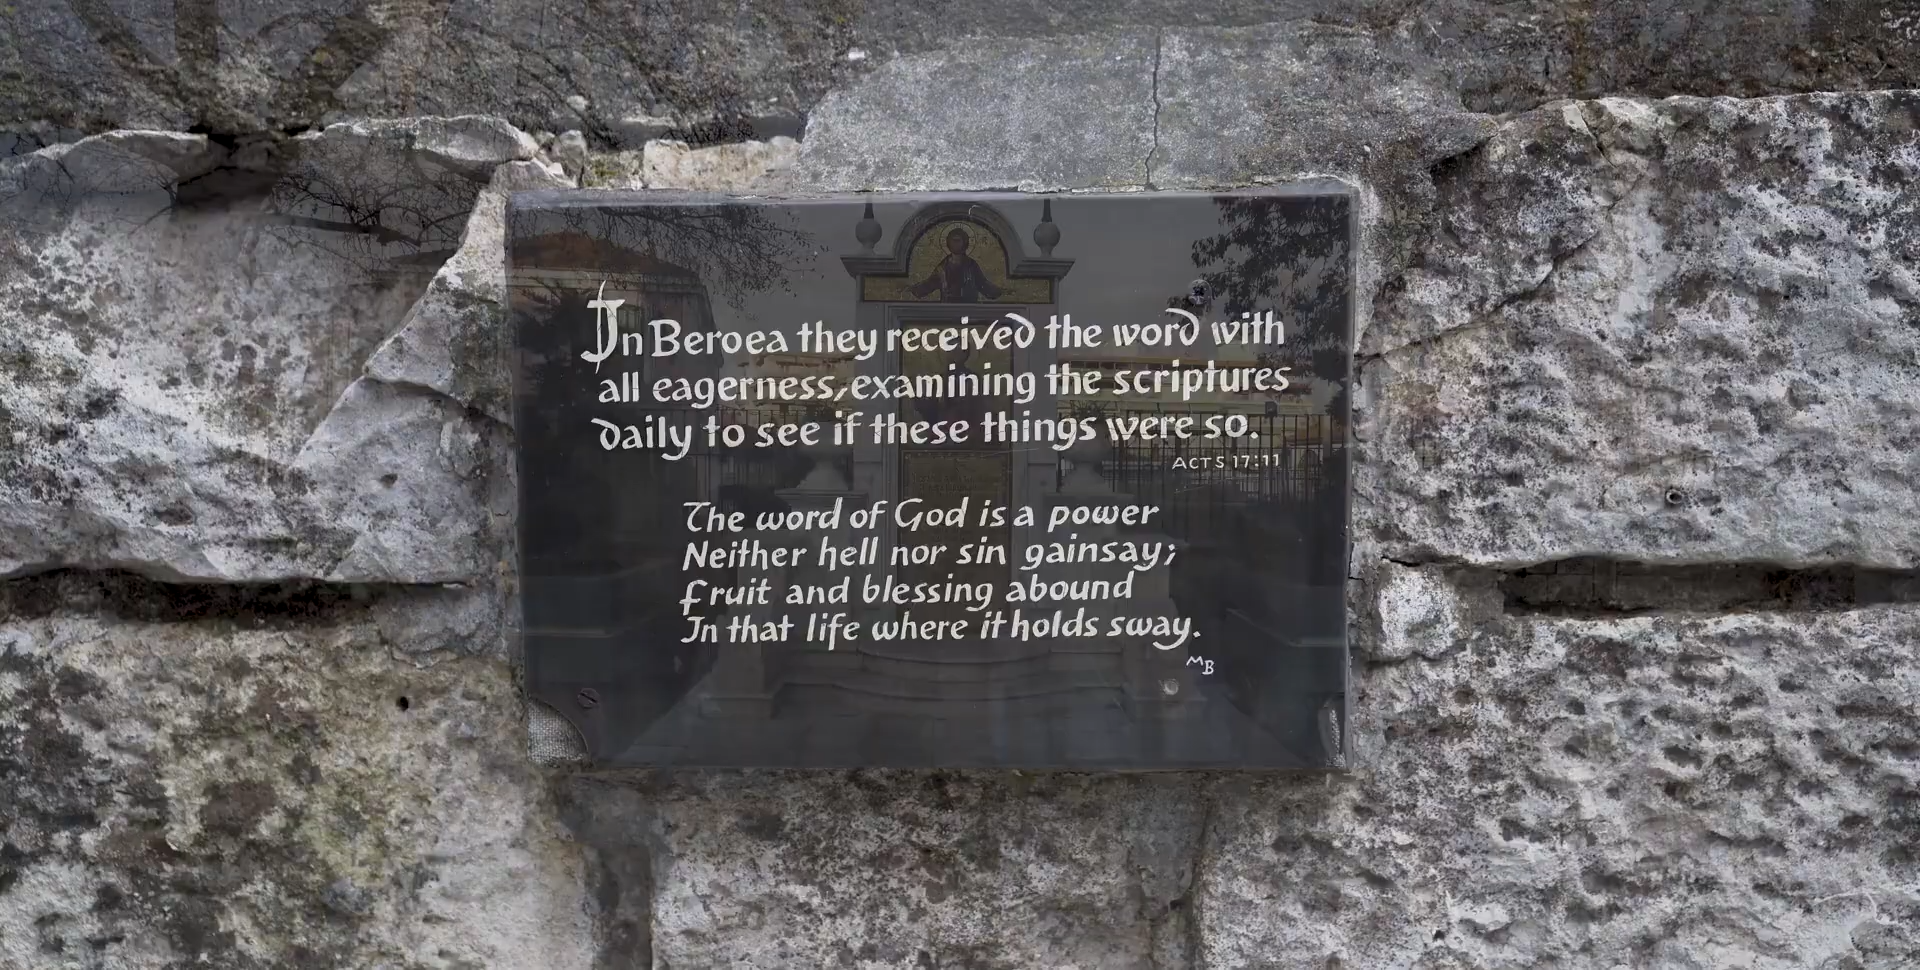 In Beroea they received the word with
all eagerness, examining the scriptures
daily to see if these things were so.
ACTS 17:11
The word of God is a power
Neither hell nor sin gainsay;
Fruit and blessing abound
In that life where it holds sway.
MB